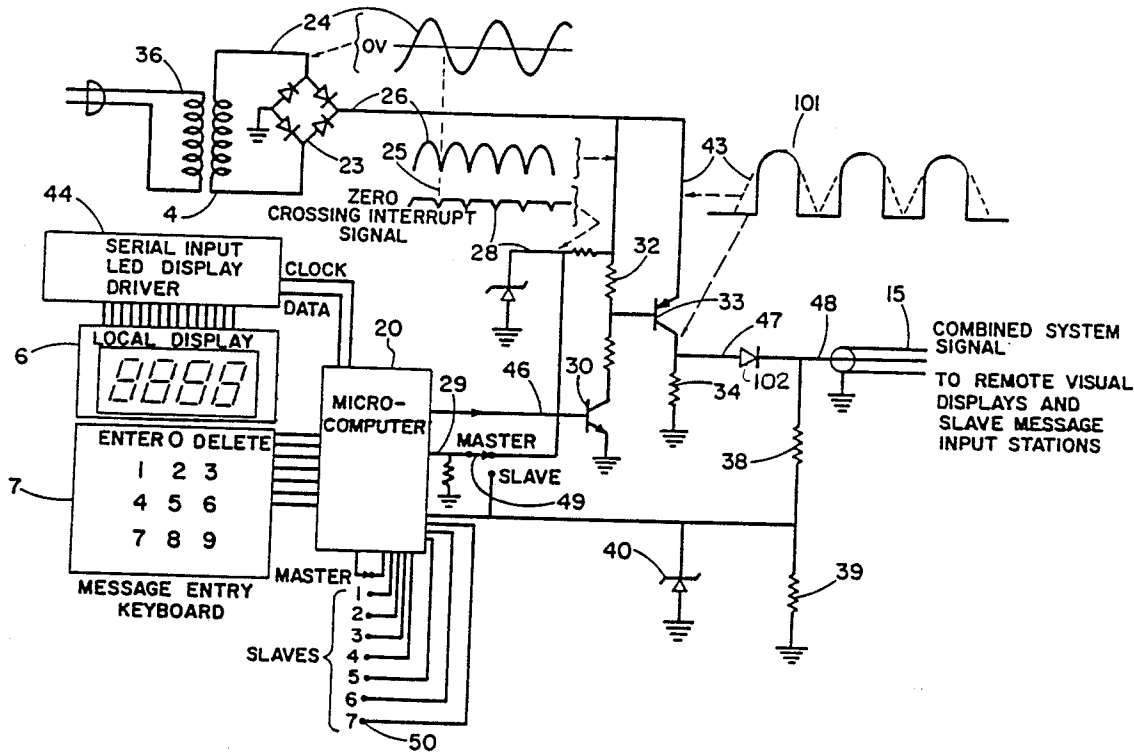 24
OV
36
26
101
25
23
43
4
ZERO
CROSSING INTERRUPT
SIGNAL
44
28
32
SERIAL INPUT
LED DISPLAY
DRIVER
CLOCK
DATA
33
20
47
48
15
COMBINED SYSTEM
SIGNAL
LOCAL DISPLAY
6
8888
46
30
34
102
TO REMOTE VISUAL
DISPLAYS AND
SLAVE MESSAGE
INPUT STATIONS
MICRO-
COMPUTER
29
MASTER
ENTER O DELETE
1 2 3
4 5 6
7 8 9
7
SLAVE
49
38
40
39
MESSAGE ENTRY
KEYBOARD
MASTER
SLAVES
1
2
3
4
5
6
7
50